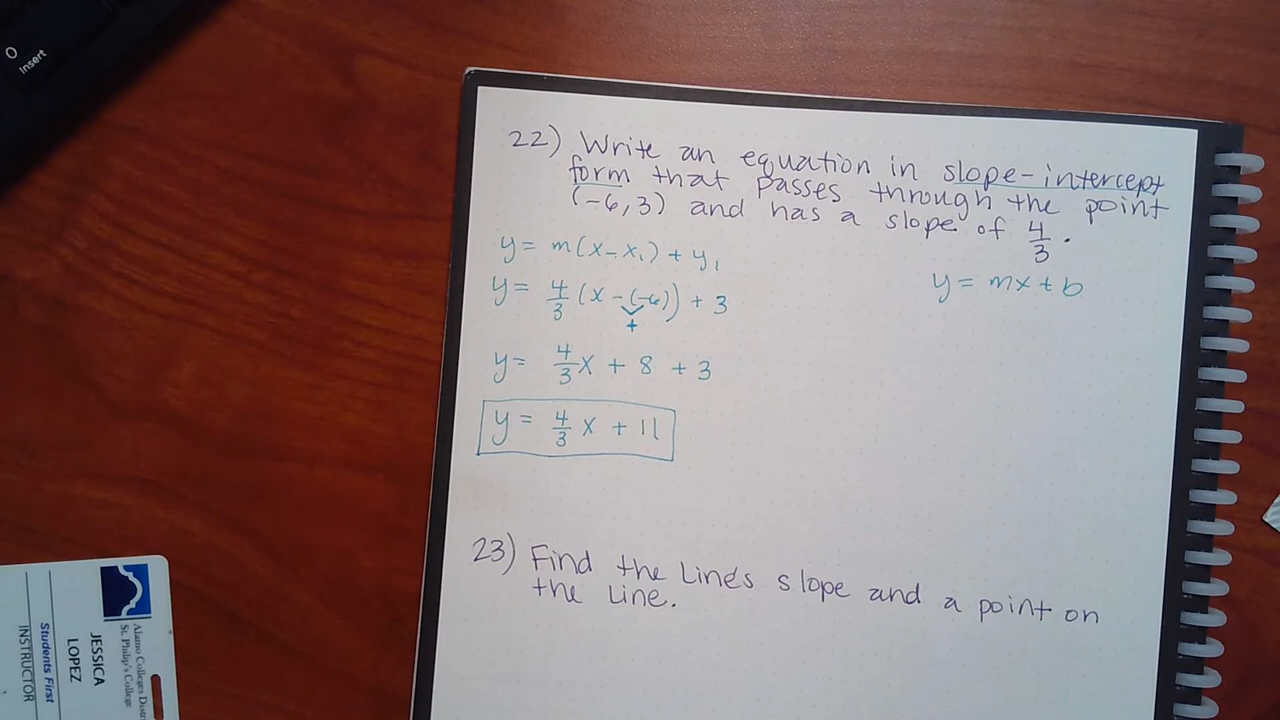 0
Insert
22) Write an equation in slope-intercept
form that passes through the point
(-6, 3) and has a slope of 4/3.
y = m(x - x₁) + y₁
y = mx + b
y = 4/3 (x - (-6)) + 3
+
y = 4/3 x + 8 + 3
y = 4/3 x + 11
23) Find the Line's slope and a point on
the Line.
Alamo Colleges
St. Philip's College
JESSICA
LOPEZ
Students First
INSTRUCTOR